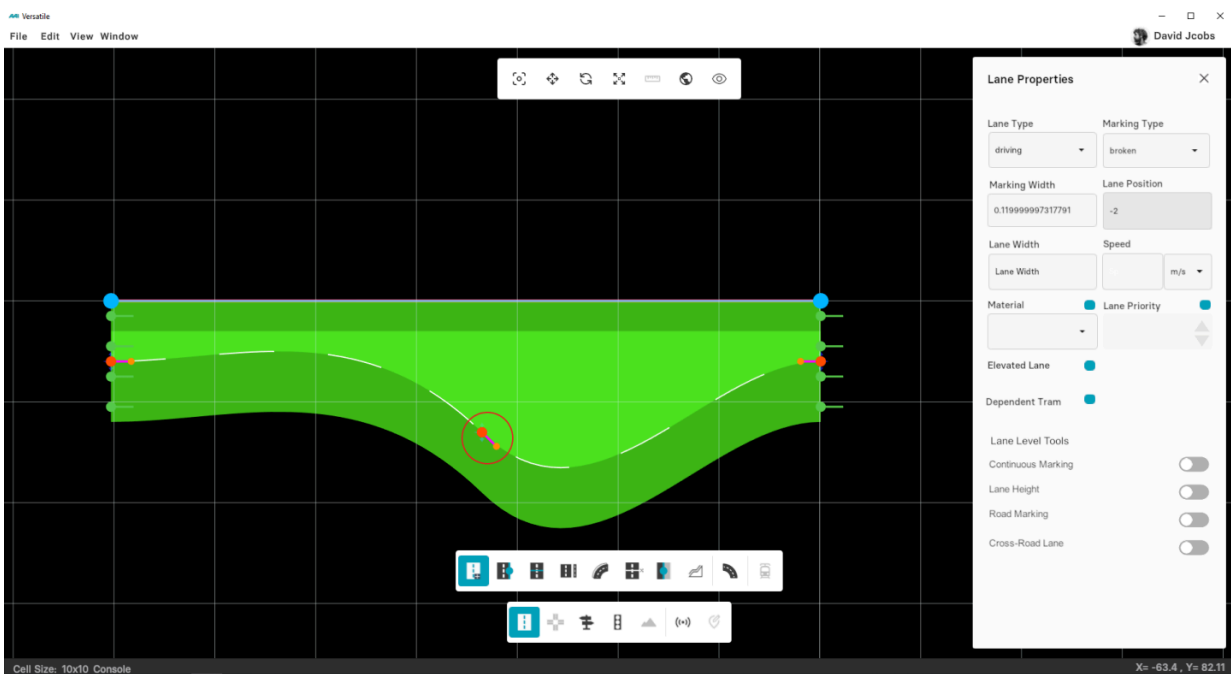 Versatile
File Edit View Window
David Jcobs
Lane Properties
Lane Type Marking Type
driving broken
Marking Width Lane Position
0.119999997317791 -2
Lane Width Speed
Lane Width m/s
Material Lane Priority
Elevated Lane
Dependent Tram
Lane Level Tools
Continuous Marking
Lane Height
Road Marking
Cross-Road Lane
Cell Size: 10x10 Console
X= -63.4 , Y= 82.11